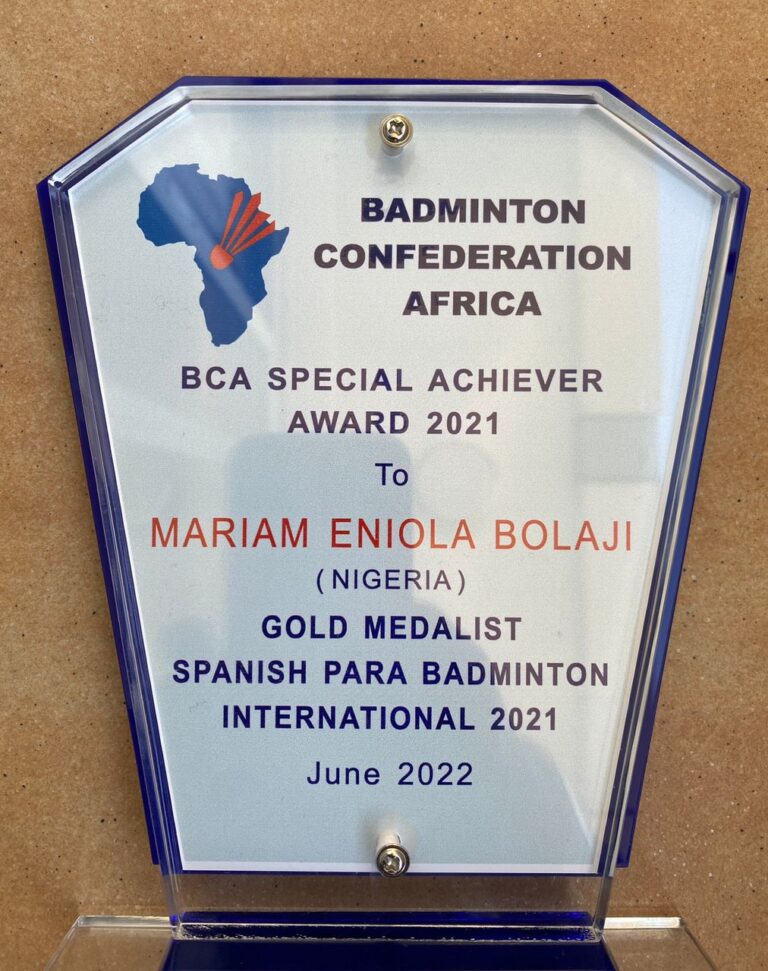 BADMINTON
CONFEDERATION
AFRICA
BCA SPECIAL ACHIEVER
AWARD 2021
To
MARIAM ENIOLA BOLAJI
(NIGERIA)
GOLD MEDALIST
SPANISH PARA BADMINTON
INTERNATIONAL 2021
June 2022